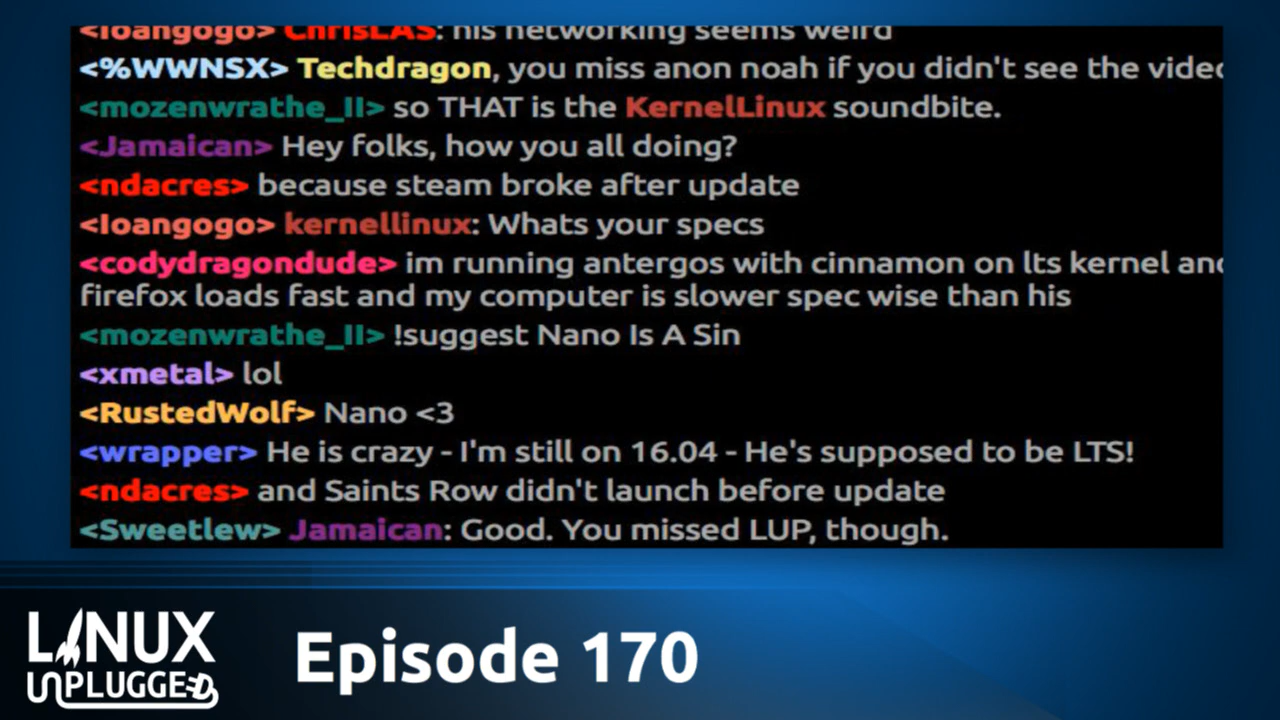 <Ioangogo> ChrisLAS: his networking seems weird
<%WWNSX> Techdragon, you miss anon noah if you didn't see the video
<mozenwrathe_II> so THAT is the KernelLinux soundbite.
<Jamaican> Hey folks, how you all doing?
<ndacres> because steam broke after update
<Ioangogo> kernellinux: Whats your specs
<codydragondude> im running antergos with cinnamon on lts kernel and
firefox loads fast and my computer is slower spec wise than his
<mozenwrathe_II> !suggest Nano Is A Sin
<xmetal> lol
<RustedWolf> Nano <3
<wrapper> He is crazy - I'm still on 16.04 - He's supposed to be LTS!
<ndacres> and Saints Row didn't launch before update
<Sweetlew> Jamaican: Good. You missed LUP, though.
LINUX
UNPLUGGED
Episode 170